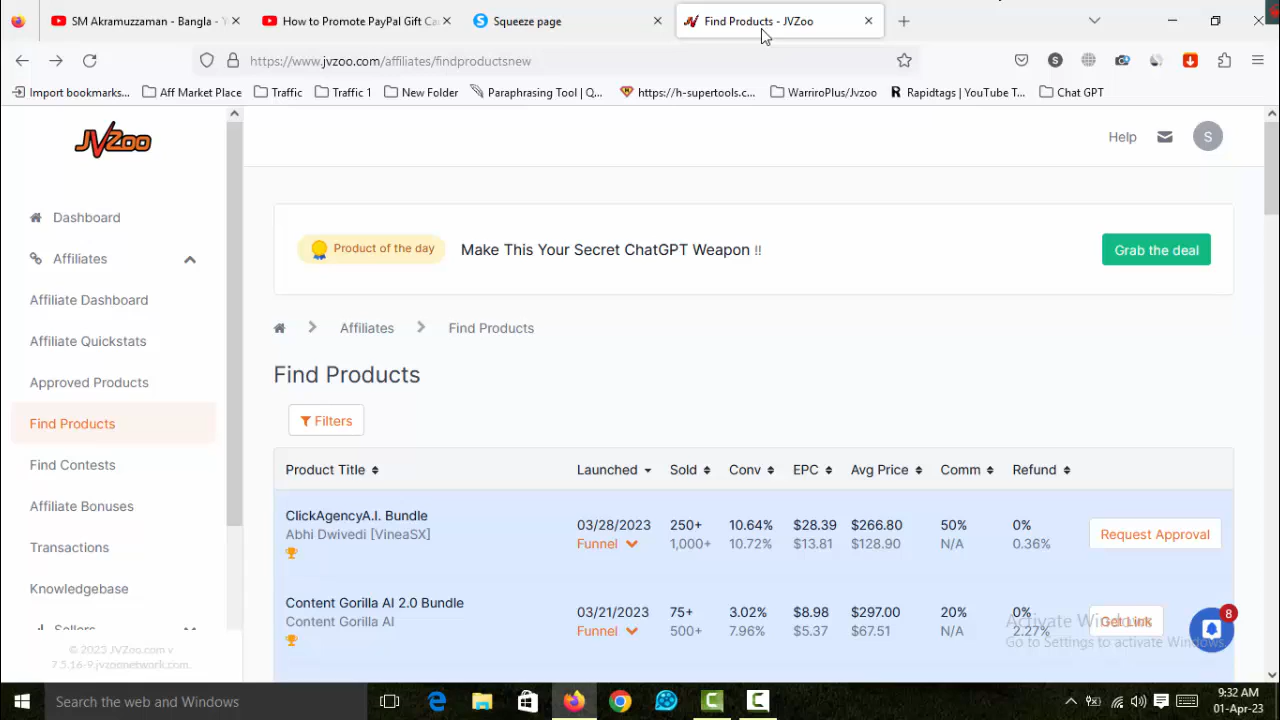 SM Akramuzzaman - Bangla - 
How to Promote PayPal Gift Ca
Squeeze page
Find Products - JVZoo
https://www.jvzoo.com/affiliates/findproductsnew
Import bookmarks...
Aff Market Place
Traffic
Traffic 1
New Folder
Paraphrasing Tool | Q...
https://h-supertools.c...
WarriroPlus/Jvzoo
Rapidtags | YouTube T...
Chat GPT
JVZoo
Help
S
Dashboard
Affiliates
Affiliate Dashboard
Affiliate Quickstats
Approved Products
Find Products
Find Contests
Affiliate Bonuses
Transactions
Knowledgebase
Sellers
© 2023 JVZoo.com v
7.5.16-9.jvzoonetwork.com.
Product of the day
Make This Your Secret ChatGPT Weapon !!
Grab the deal
Affiliates
Find Products
Find Products
Filters
Product Title Launched Sold Conv EPC Avg Price Comm Refund
ClickAgencyA.I. Bundle
Abhi Dwivedi [VineaSX]
03/28/2023 250+ 10.64% $28.39 $266.80 50% 0%
Funnel 1,000+ 10.72% $13.81 $128.90 N/A 0.36%
Request Approval
Content Gorilla AI 2.0 Bundle
Content Gorilla AI
03/21/2023 75+ 3.02% $8.98 $297.00 20% 0%
Funnel 500+ 7.96% $5.37 $67.51 N/A 2.27%
Get Link
8
Activate Windows
Go to Settings to activate Windows.
Search the web and Windows
9:32 AM
01-Apr-23